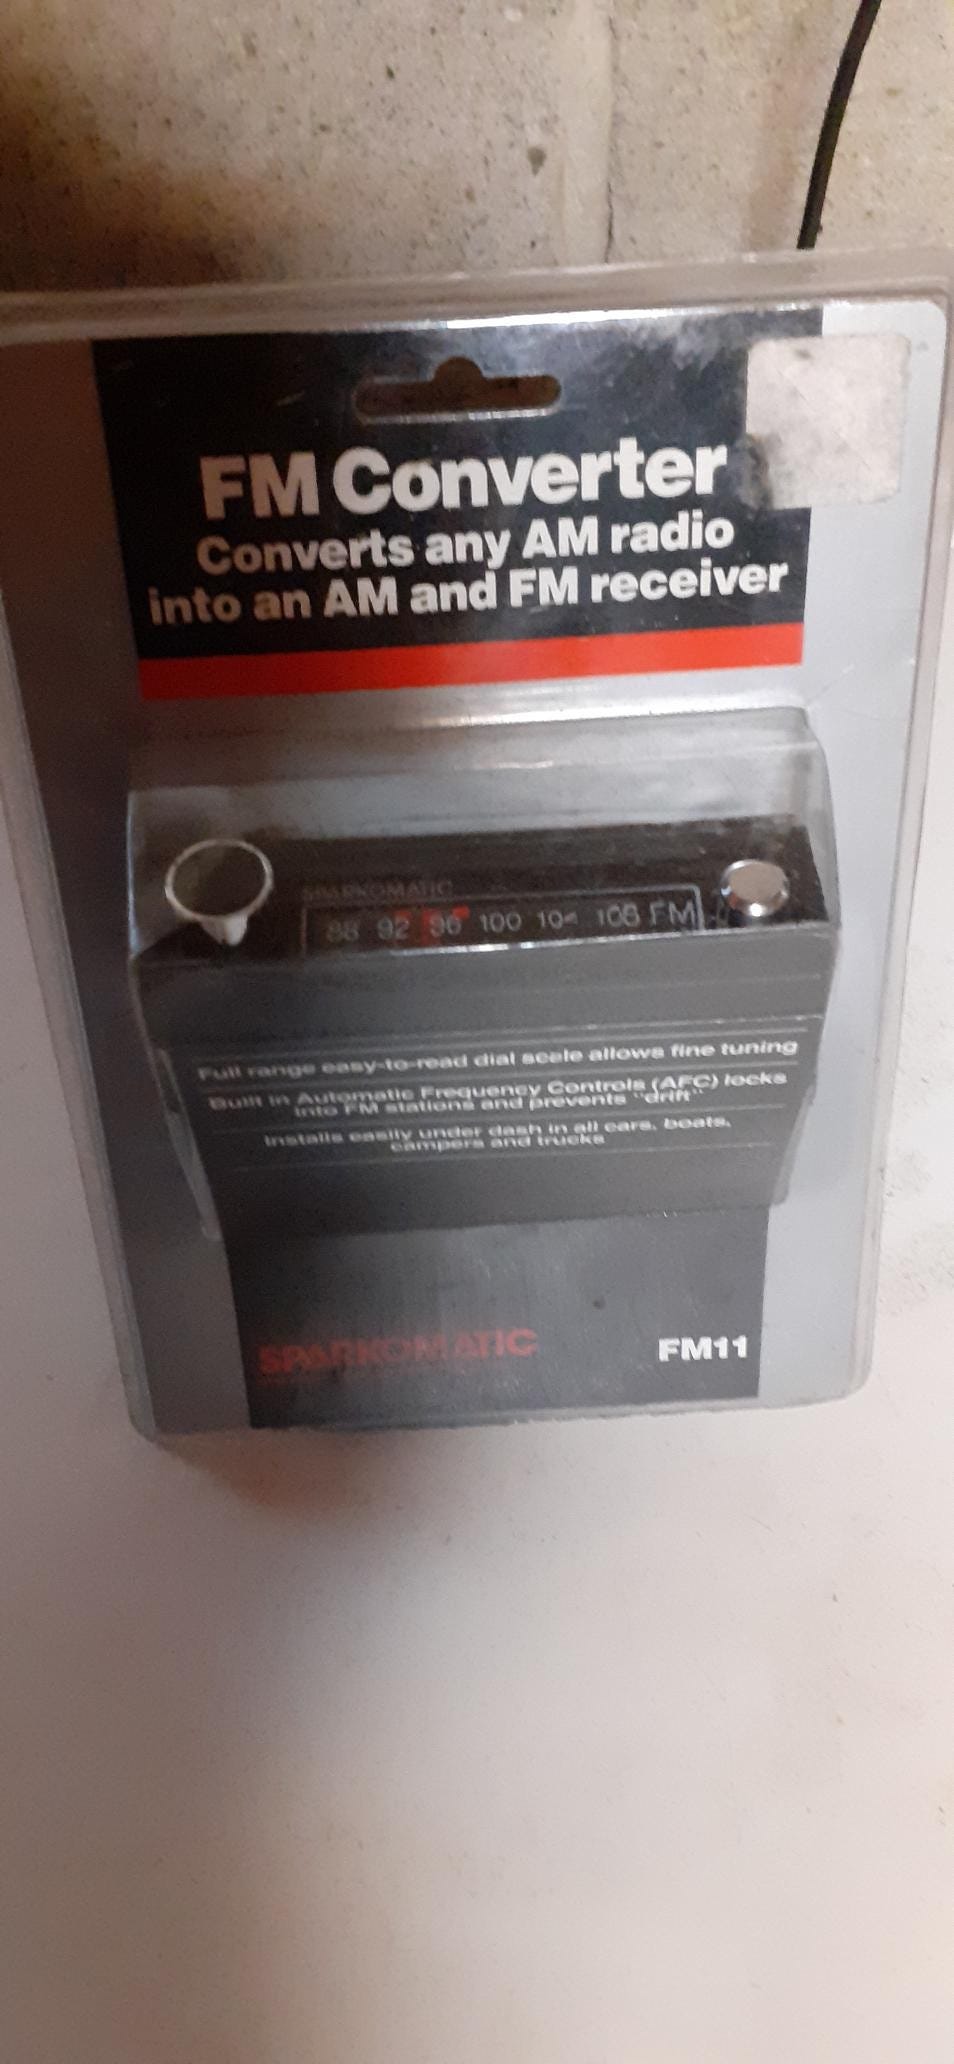 FM Converter
Converts any AM radio
into an AM and FM receiver
SPARKOMATIC
88 92 96 100 104 108 FM
Full range easy-to-read dial scale allows fine tuning
Built in Automatic Frequency Controls (AFC) locks
into FM stations and prevents "drift"
Installs easily under dash in all cars, boats,
campers and trucks
SPARKOMATIC FM11